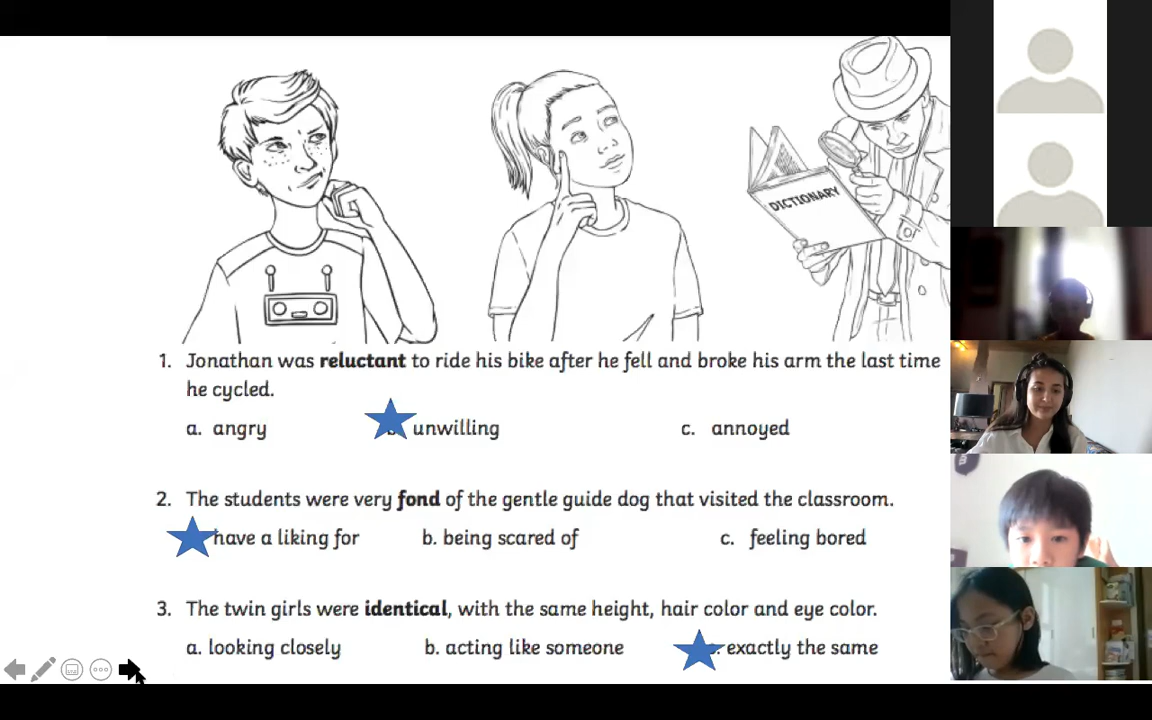 DICTIONARY
1. Jonathan was reluctant to ride his bike after he fell and broke his arm the last time
he cycled.
a. angry unwilling c. annoyed
2. The students were very fond of the gentle guide dog that visited the classroom.
have a liking for b. being scared of c. feeling bored
3. The twin girls were identical, with the same height, hair color and eye color.
a. looking closely b. acting like someone exactly the same